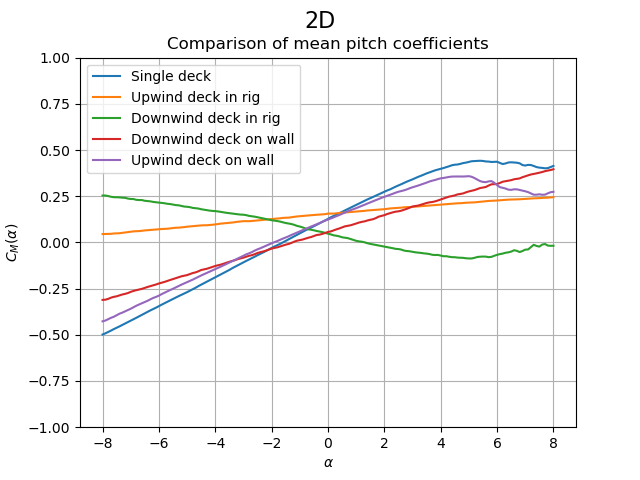 2D
Comparison of mean pitch coefficients
1.00
0.75
0.50
0.25
0.00
−0.25
−0.50
−0.75
−1.00
C_M(α)
Single deck
Upwind deck in rig
Downwind deck in rig
Downwind deck on wall
Upwind deck on wall
−8 −6 −4 −2 0 2 4 6 8
α